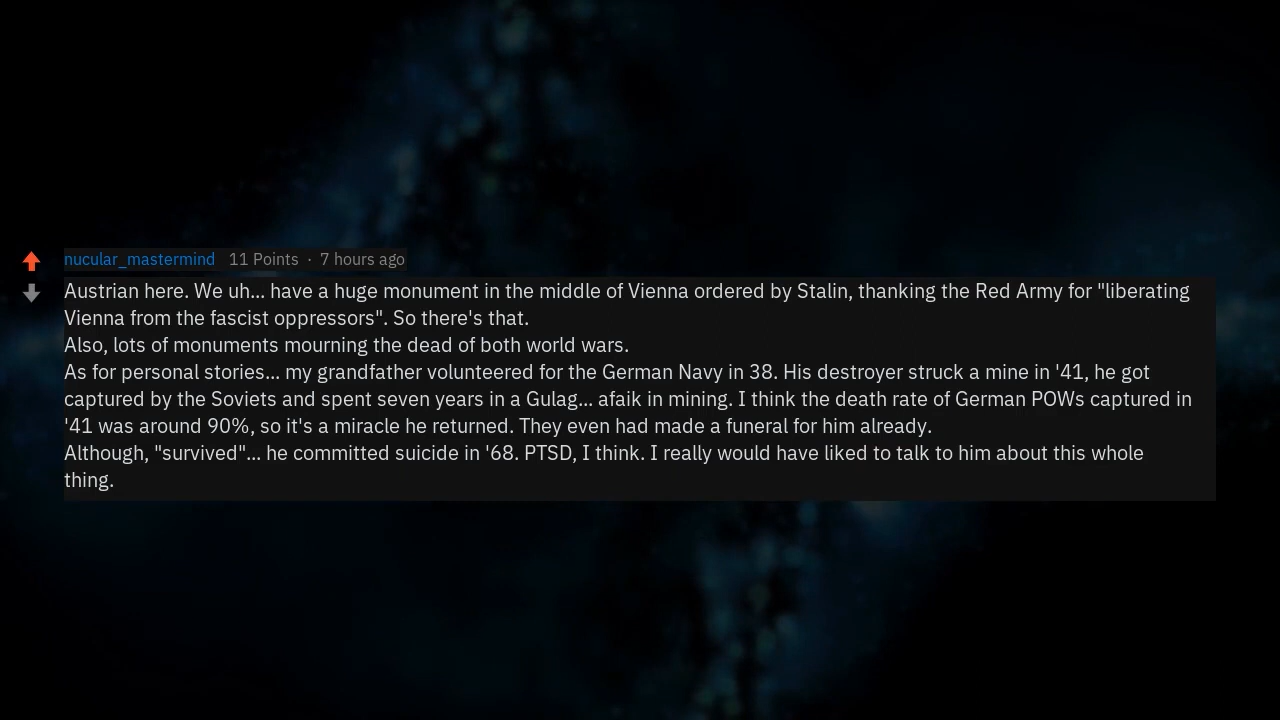 nucular_mastermind 11 Points · 7 hours ago
Austrian here. We uh... have a huge monument in the middle of Vienna ordered by Stalin, thanking the Red Army for "liberating
Vienna from the fascist oppressors". So there's that.
Also, lots of monuments mourning the dead of both world wars.
As for personal stories... my grandfather volunteered for the German Navy in 38. His destroyer struck a mine in '41, he got
captured by the Soviets and spent seven years in a Gulag... afaik in mining. I think the death rate of German POWs captured in
'41 was around 90%, so it's a miracle he returned. They even had made a funeral for him already.
Although, "survived"... he committed suicide in '68. PTSD, I think. I really would have liked to talk to him about this whole
thing.